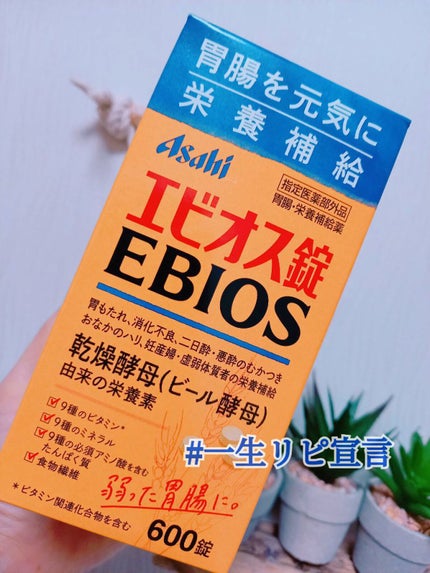 胃腸を元気に
栄養補給
Asahi
指定医薬部外品
胃腸・栄養補給薬
エビオス錠
EBIOS
胃もたれ、消化不良、二日酔・悪酔のむかつき
おなかのハリ、妊産婦・虚弱体質者の栄養補給
乾燥酵母(ビール酵母)
由来の栄養素
9種のビタミン*
9種のミネラル
9種の必須アミノ酸を含む
たんぱく質
食物繊維
*ビタミン関連化合物を含む
弱った胃腸に。
600錠
#一生リピ宣言